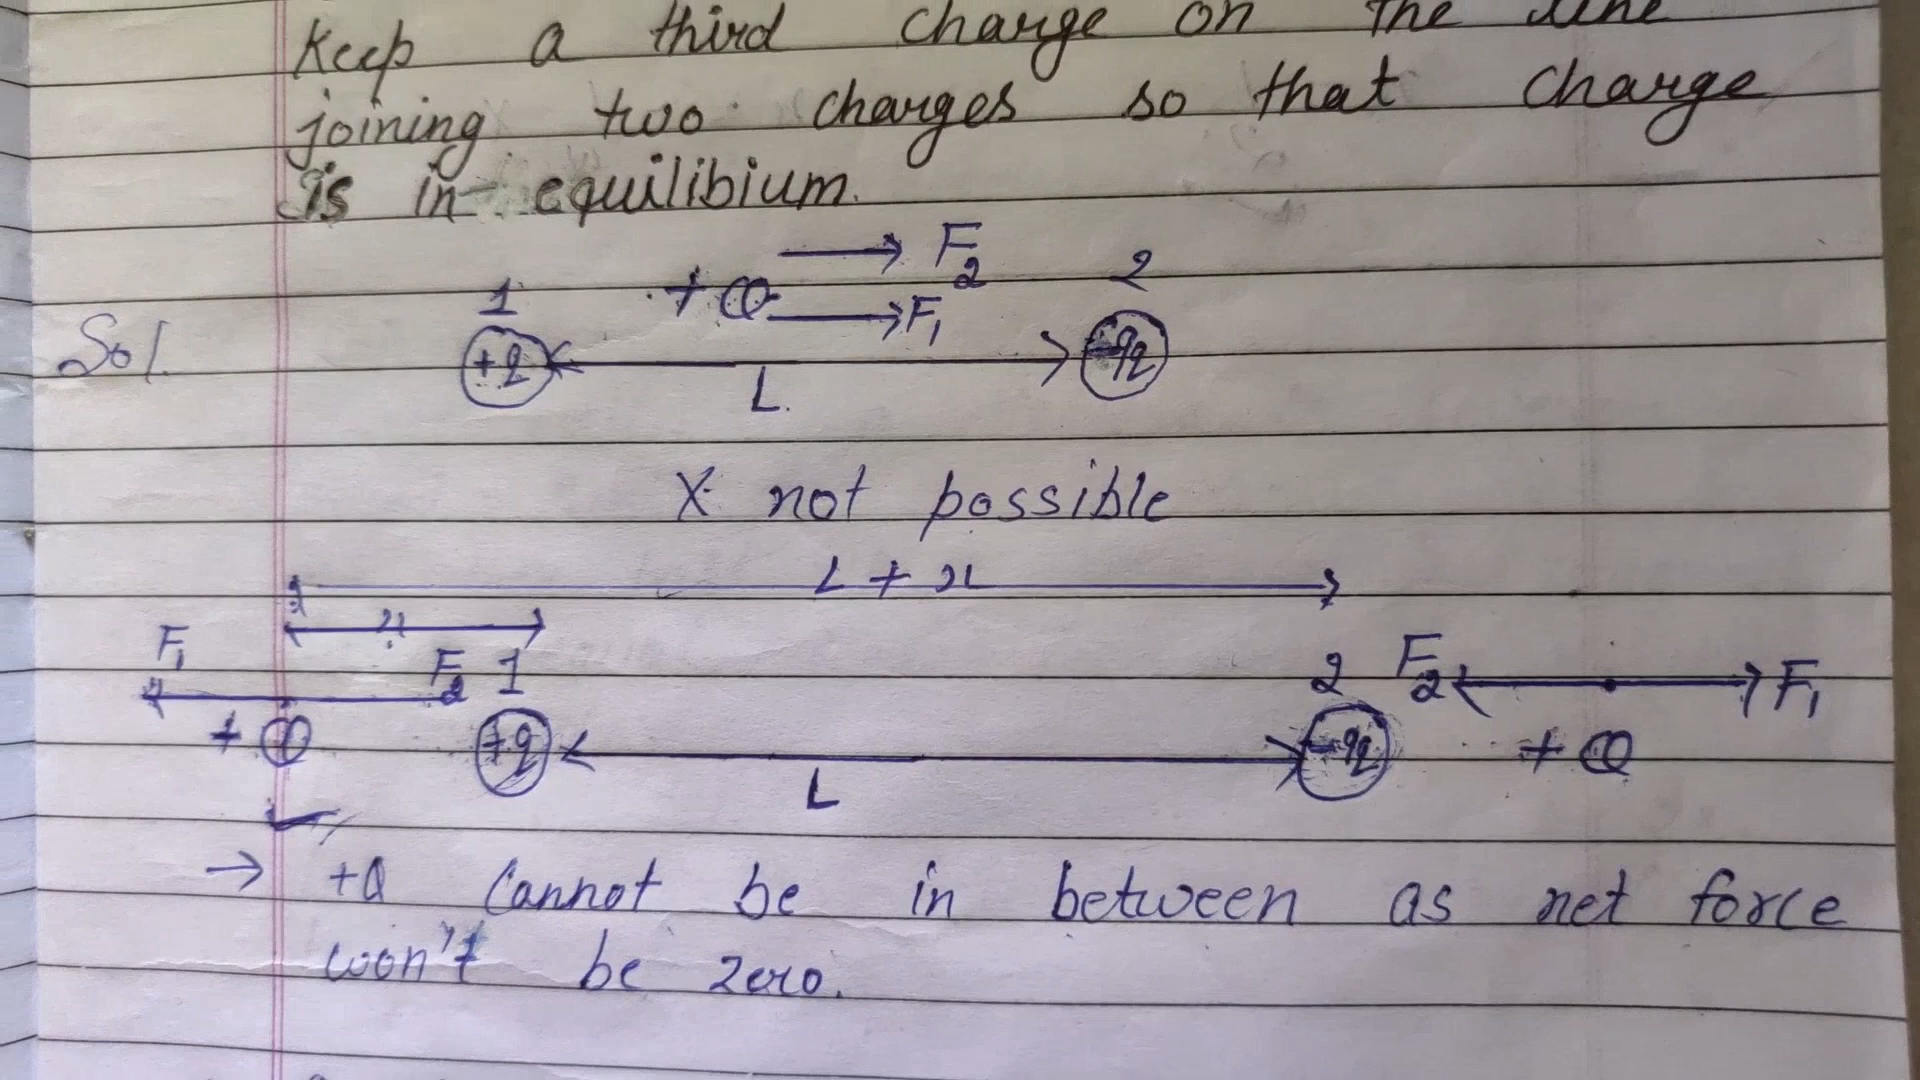 Keep a third charge on the line
joining two charges so that charge
is in equilibium.
F2
1 +Q F1 2
Sol. +q -9q
L
X not possible
L + x
x
F1 F2 1 2 F2 F1
+Q +q -9q +Q
L
✓
→ +Q cannot be in between as net force
won't be zero.